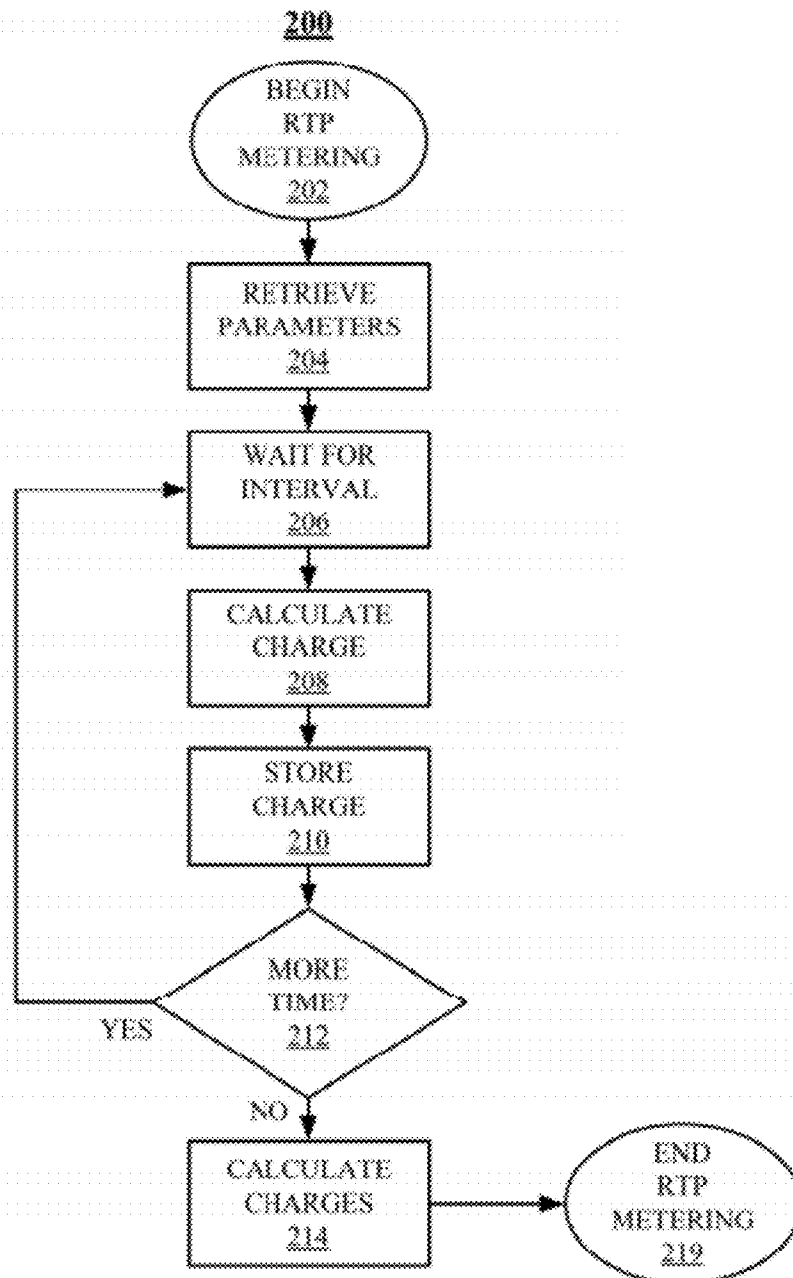 200
BEGIN
RTP
METERING
202
RETRIEVE
PARAMETERS
204
WAIT FOR
INTERVAL
206
CALCULATE
CHARGE
208
STORE
CHARGE
210
MORE
TIME?
212
YES
NO
CALCULATE
CHARGES
214
END
RTP
METERING
219